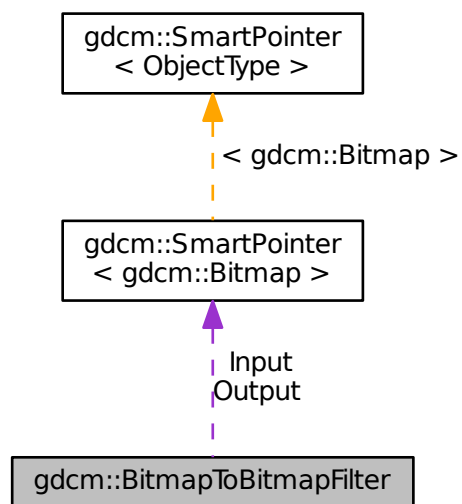 gdcm::SmartPointer
< ObjectType >
< gdcm::Bitmap >
gdcm::SmartPointer
< gdcm::Bitmap >
Input
Output
gdcm::BitmapToBitmapFilter